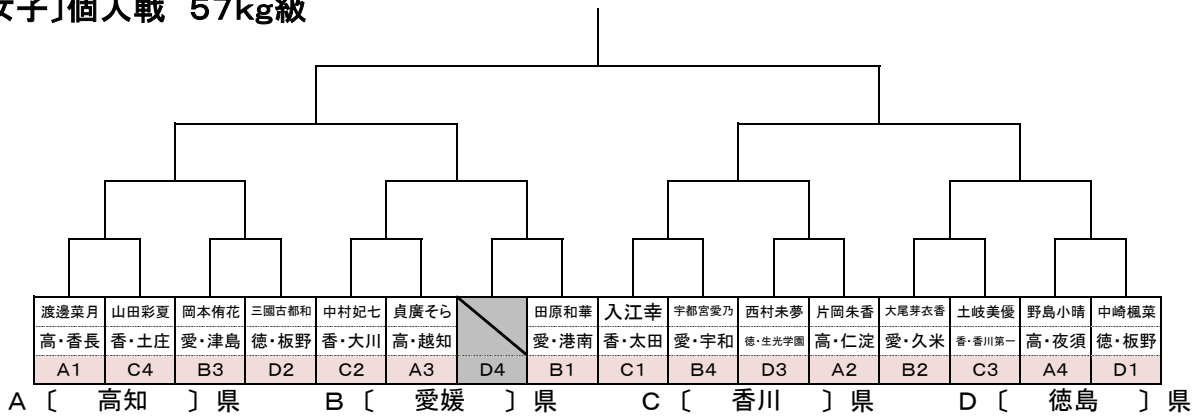 女子〕個人戦 57kg級
渡邊菜月 山田彩夏 岡本侑花 三國古都和 中村妃七 貞廣そら 田原和華 入江幸 宇都宮愛乃 西村未夢 片岡朱香 大尾芽衣香 土岐美優 野島小晴 中崎楓菜
高・香長 香・土庄 愛・津島 徳・板野 香・大川 高・越知 愛・港南 香・太田 愛・宇和 徳・生光学園 高・仁淀 愛・久米 香・香川第一 高・夜須 徳・板野
A1 C4 B3 D2 C2 A3 D4 B1 C1 B4 D3 A2 B2 C3 A4 D1
A〔 高知 〕県 B〔 愛媛 〕県 C〔 香川 〕県 D〔 徳島 〕県